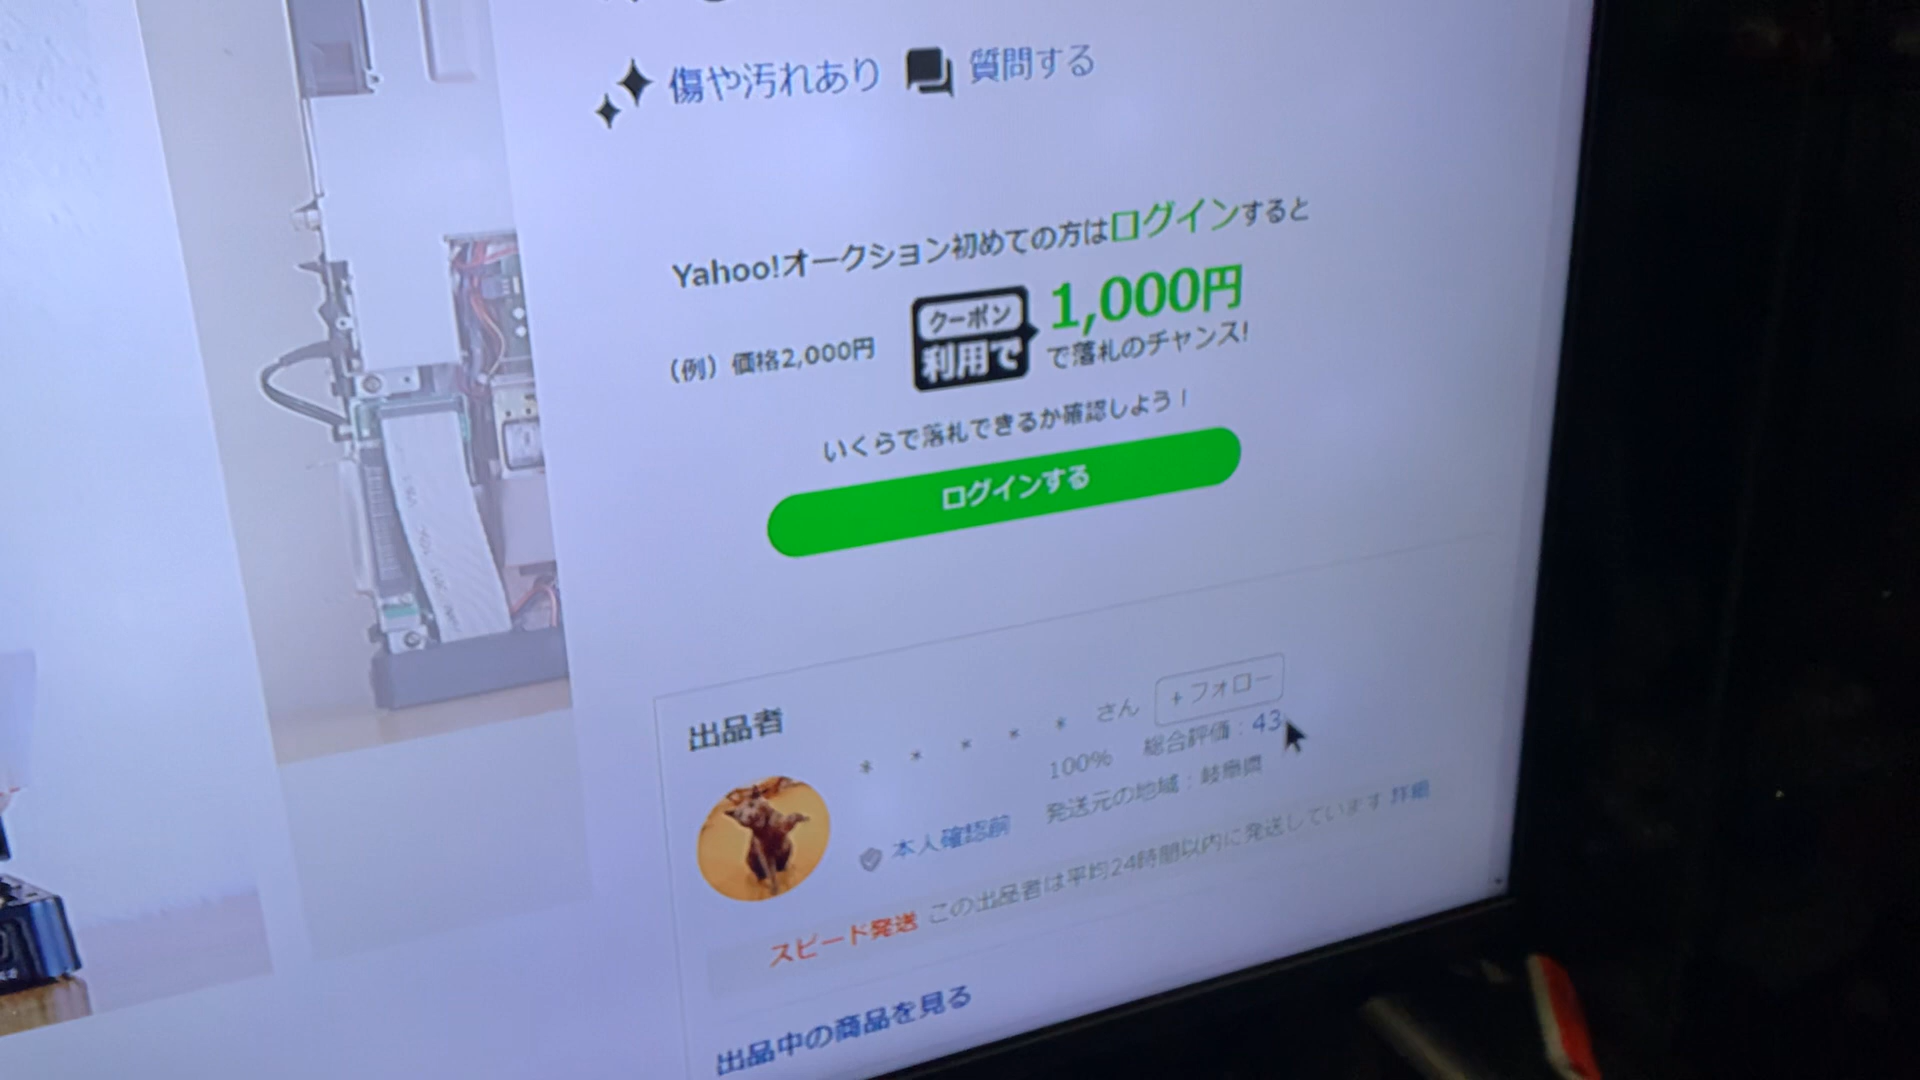 傷や汚れあり 質問する
Yahoo!オークション初めての方はログインすると
（例）価格2,000円 クーポン利用で 1,000円で落札のチャンス!
いくらで落札できるか確認しよう！
ログインする
出品者
* * * * * さん +フォロー
100% 総合評価：43
本人確認前 発送元の地域：岐阜県
スピード発送 この出品者は平均24時間以内に発送しています 詳細
出品中の商品を見る